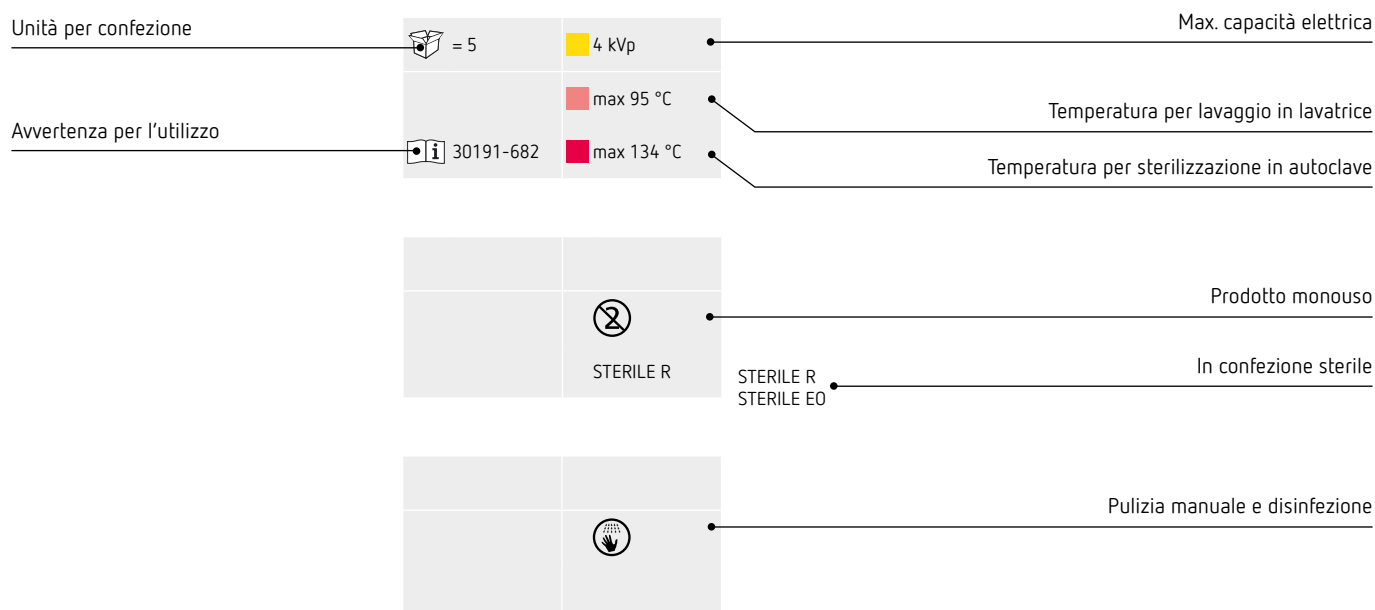 Unità per confezione
= 5
4 kVp
Max. capacità elettrica
max 95 °C
Temperatura per lavaggio in lavatrice
Avvertenza per l'utilizzo
i 30191-682
max 134 °C
Temperatura per sterilizzazione in autoclave
2
Prodotto monouso
STERILE R
STERILE R
STERILE EO
In confezione sterile
Pulizia manuale e disinfezione